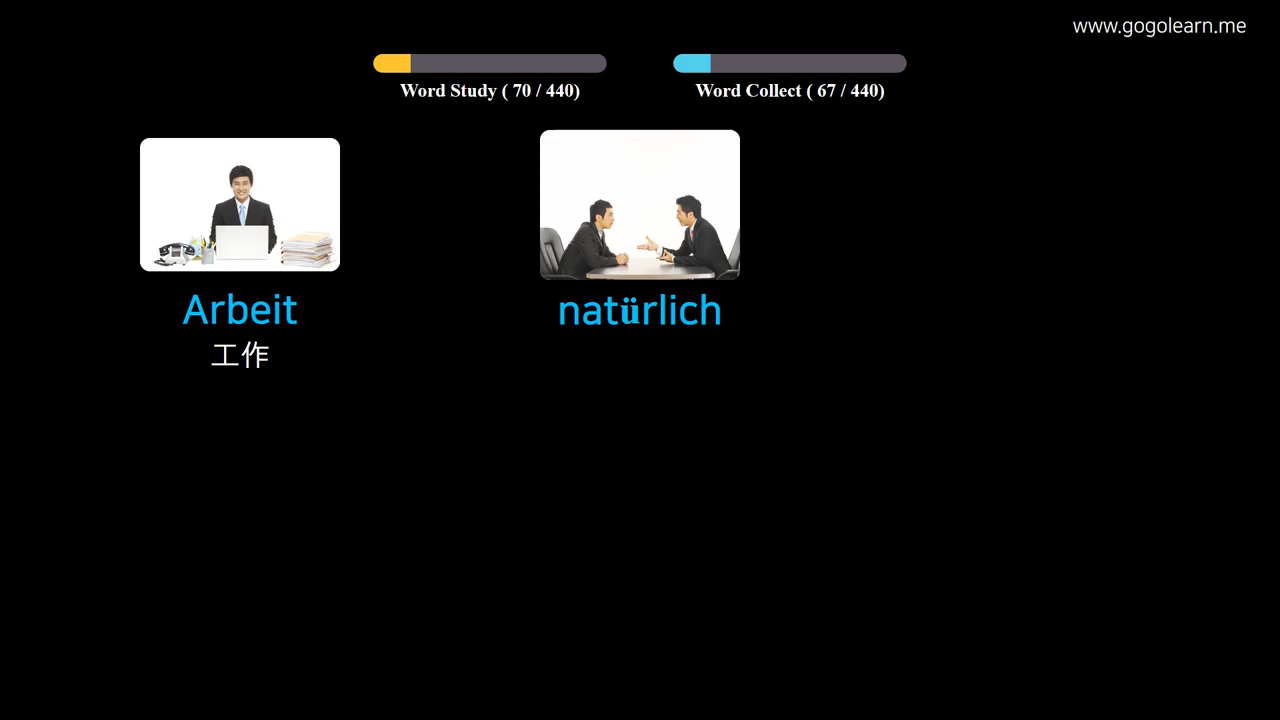 www.gogolearn.me
Word Study ( 70 / 440)
Word Collect ( 67 / 440)
Arbeit
工作
natürlich